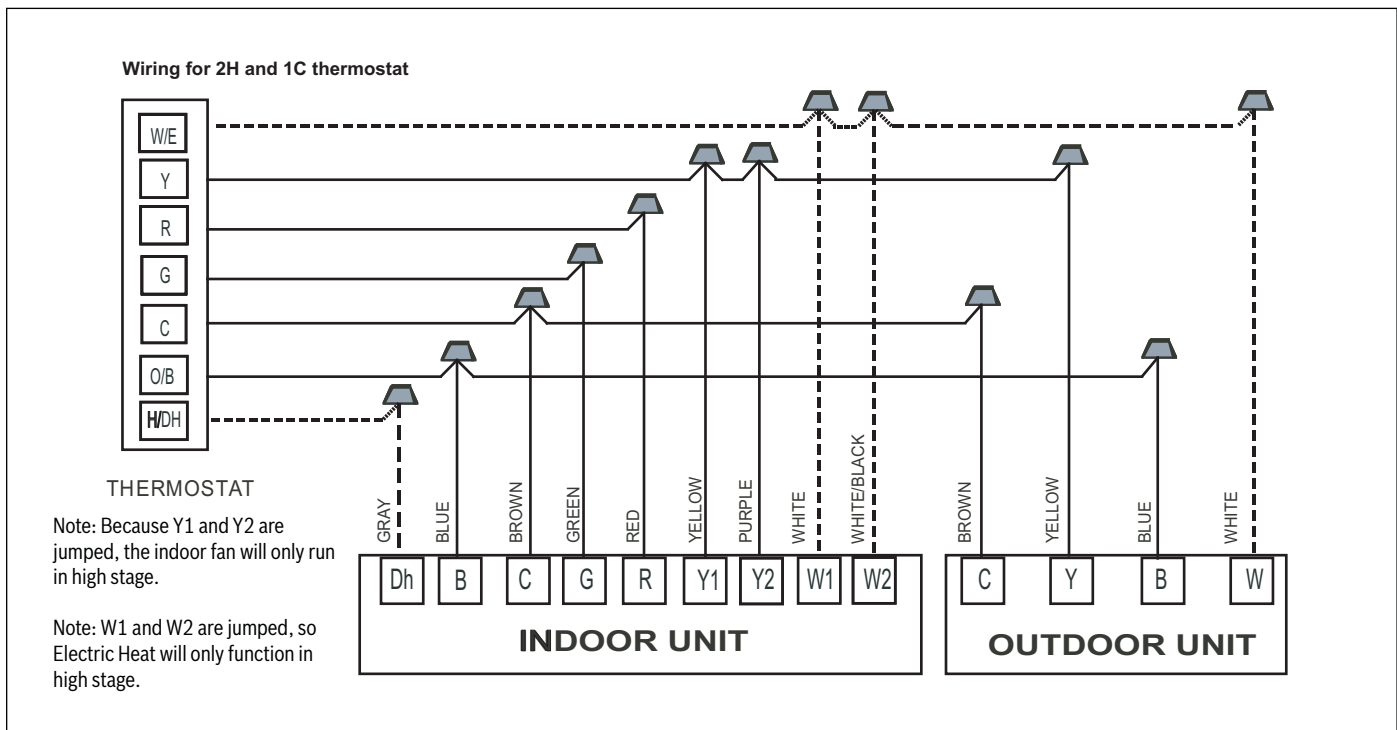 Wiring for 2H and 1C thermostat
W/E
Y
R
G
C
O/B
H/DH
THERMOSTAT
Note: Because Y1 and Y2 are
jumped, the indoor fan will only run
in high stage.
Note: W1 and W2 are jumped, so
Electric Heat will only function in
high stage.
GRAY
BLUE
BROWN
GREEN
RED
YELLOW
PURPLE
WHITE
WHITE/BLACK
BROWN
YELLOW
BLUE
WHITE
Dh B C G R Y1 Y2 W1 W2
INDOOR UNIT
C Y B W
OUTDOOR UNIT